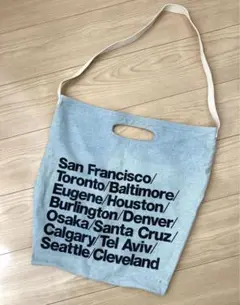 San Francisco/
Toronto/Baltimore/
Eugene/Houston/
Burlington/Denver/
Osaka/Santa Cruz/
Calgary/Tel Aviv/
Seattle/Cleveland